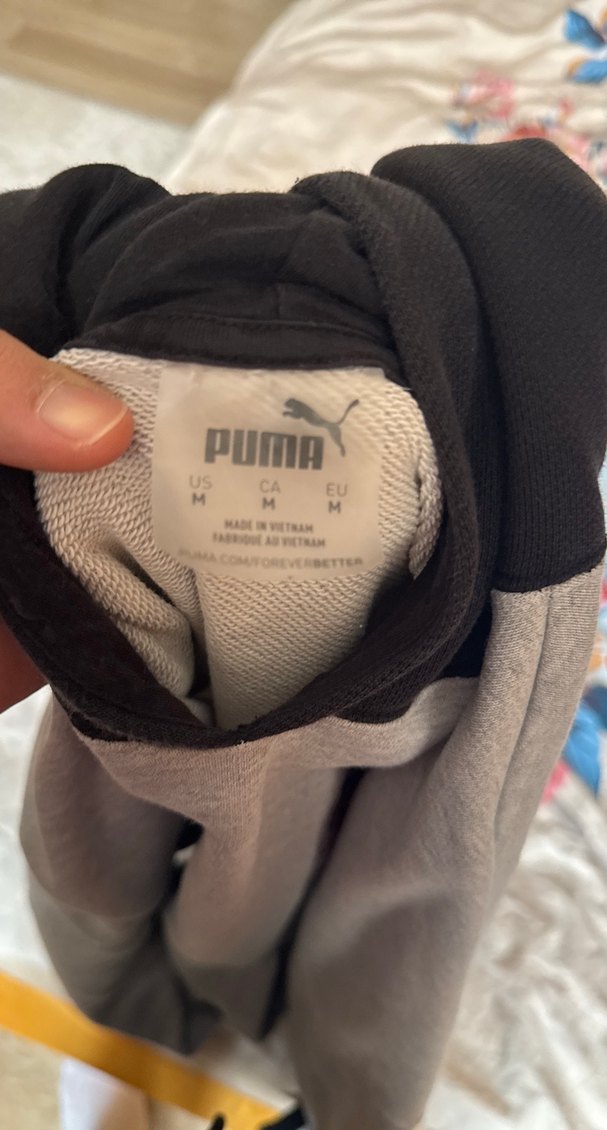 PUMA
US CA EU
M M M
MADE IN VIETNAM
FABRIQUÉ AU VIETNAM
PUMA.COM/FOREVERBETTER